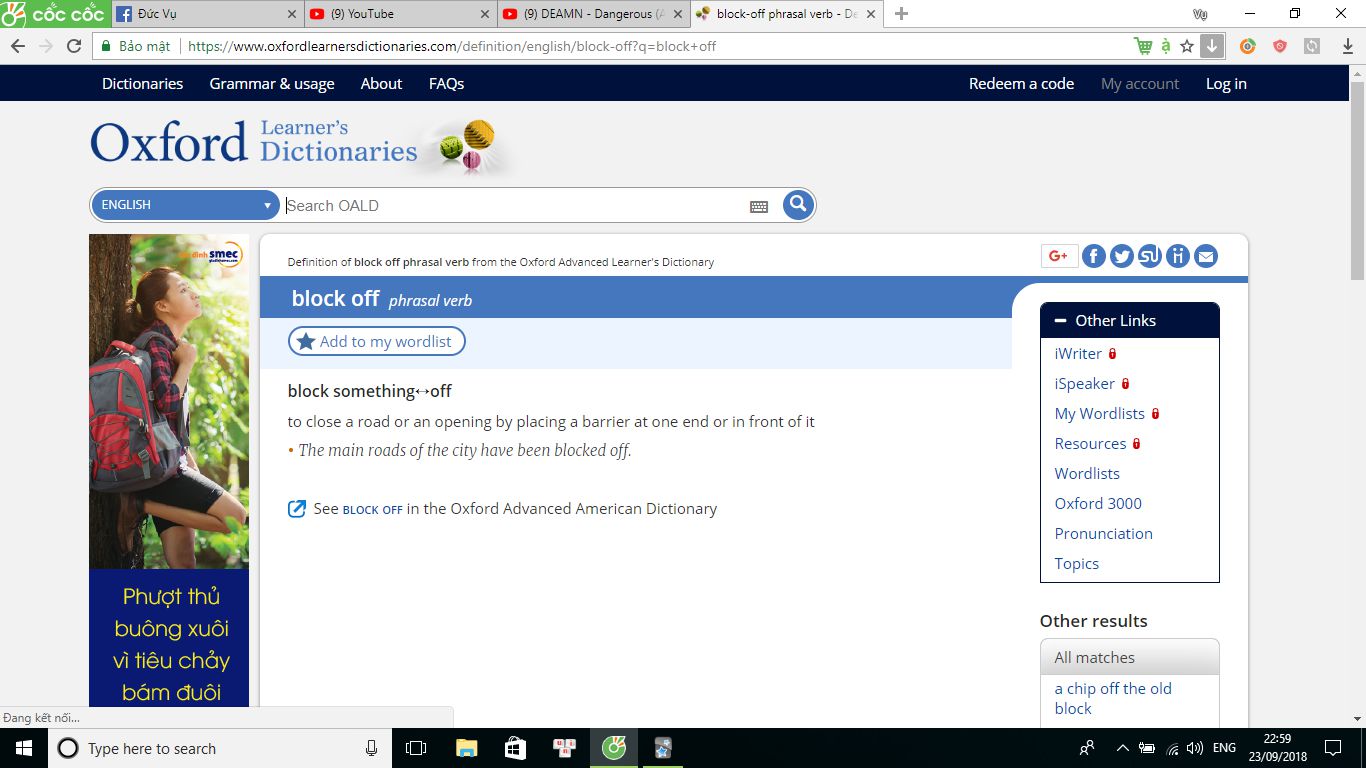 cốc cốc
Đức Vụ
(9) YouTube
(9) DEAMN - Dangerous (A
block-off phrasal verb - De
Vụ
Bảo mật
https://www.oxfordlearnersdictionaries.com/definition/english/block-off?q=block+off
Dictionaries Grammar & usage About FAQs
Redeem a code My account Log in
Oxford Learner's Dictionaries
ENGLISH
Search OALD
smec
Definition of block off phrasal verb from the Oxford Advanced Learner's Dictionary
G+
block off phrasal verb
Add to my wordlist
block something↔off
to close a road or an opening by placing a barrier at one end or in front of it
• The main roads of the city have been blocked off.
See BLOCK OFF in the Oxford Advanced American Dictionary
Other Links
iWriter
iSpeaker
My Wordlists
Resources
Wordlists
Oxford 3000
Pronunciation
Topics
Other results
All matches
a chip off the old
block
Phượt thủ
buông xuôi
vì tiêu chảy
bám đuôi
Đang kết nối...
Type here to search
ENG
22:59
23/09/2018